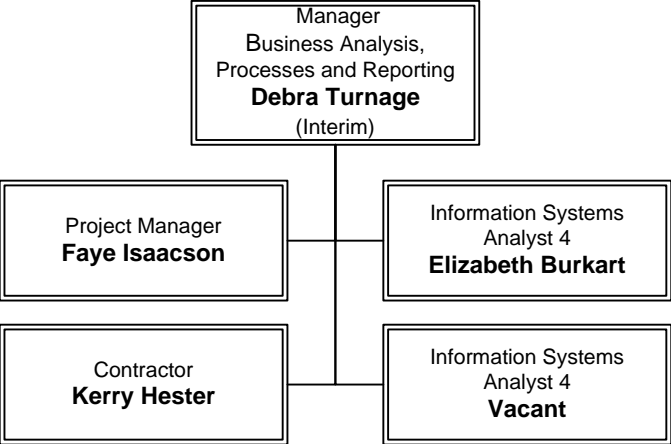 Manager
Business Analysis,
Processes and Reporting
Debra Turnage
(Interim)
Project Manager
Faye Isaacson
Information Systems
Analyst 4
Elizabeth Burkart
Contractor
Kerry Hester
Information Systems
Analyst 4
Vacant